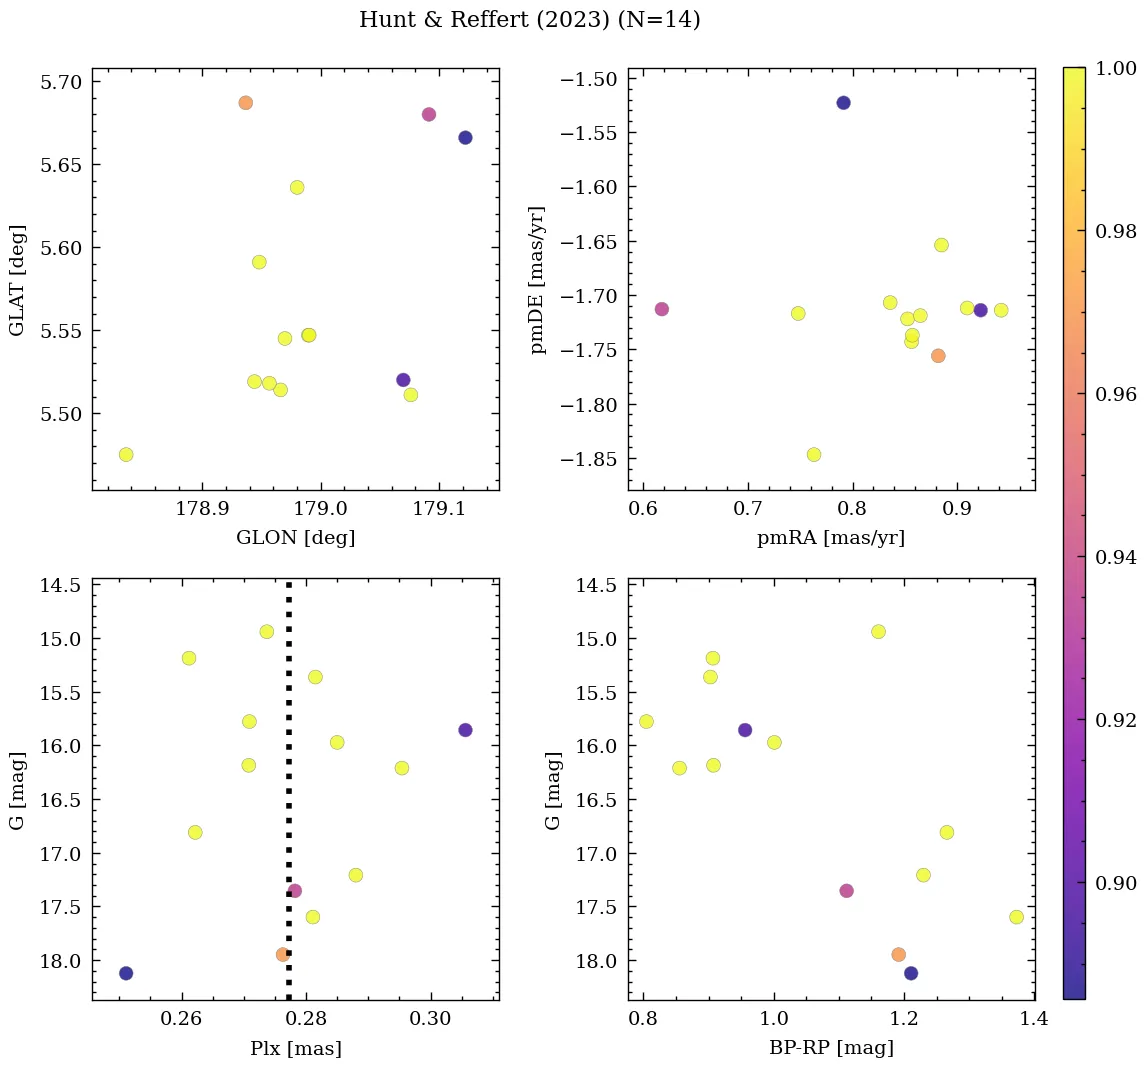 Hunt & Reffert (2023) (N=14)
5.70
5.65
5.60
5.55
5.50
GLAT [deg]
178.9 179.0 179.1
GLON [deg]
−1.50
−1.55
−1.60
−1.65
−1.70
−1.75
−1.80
−1.85
pmDE [mas/yr]
0.6 0.7 0.8 0.9
pmRA [mas/yr]
14.5
15.0
15.5
16.0
16.5
17.0
17.5
18.0
G [mag]
0.26 0.28 0.30
Plx [mas]
14.5
15.0
15.5
16.0
16.5
17.0
17.5
18.0
G [mag]
0.8 1.0 1.2 1.4
BP-RP [mag]
1.00
0.98
0.96
0.94
0.92
0.90